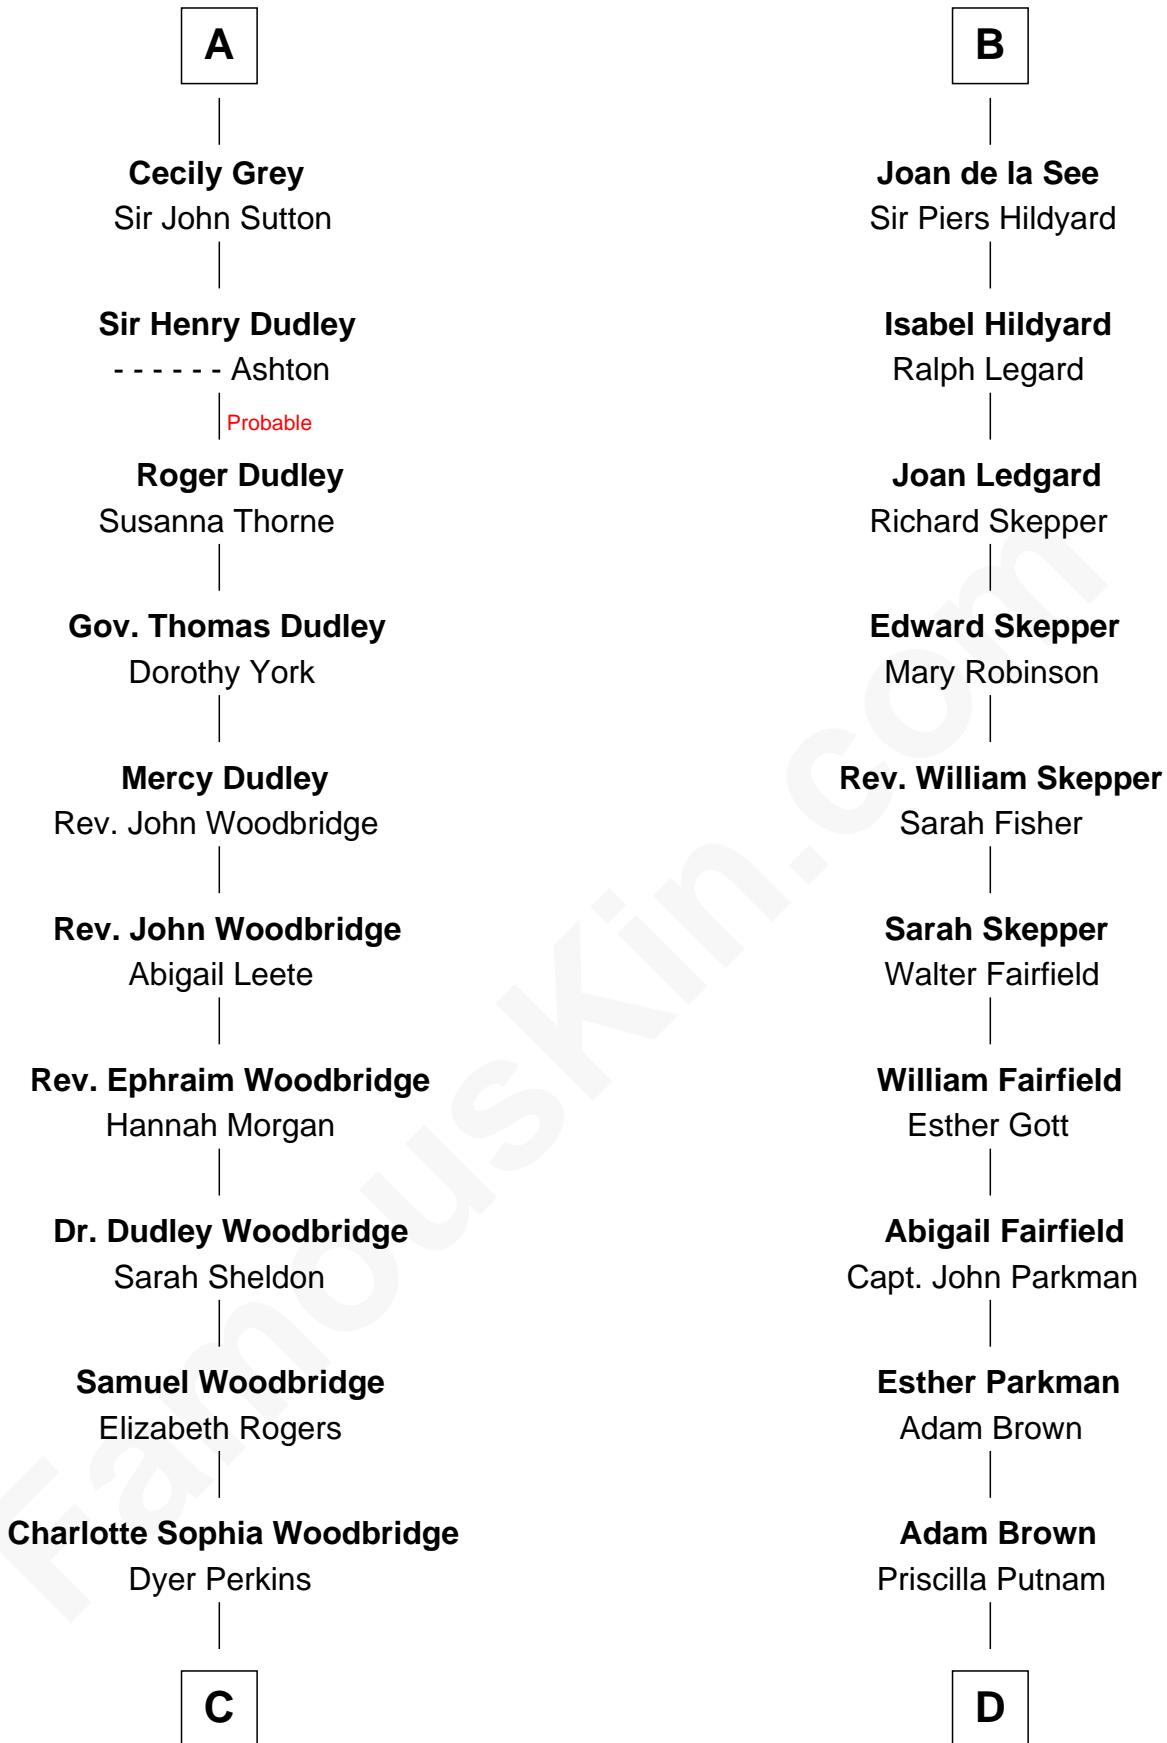 A
Cecily Grey
Sir John Sutton
Sir Henry Dudley
- - - - - - Ashton
Probable
Roger Dudley
Susanna Thorne
Gov. Thomas Dudley
Dorothy York
Mercy Dudley
Rev. John Woodbridge
Rev. John Woodbridge
Abigail Leete
Rev. Ephraim Woodbridge
Hannah Morgan
Dr. Dudley Woodbridge
Sarah Sheldon
Samuel Woodbridge
Elizabeth Rogers
Charlotte Sophia Woodbridge
Dyer Perkins
C
B
Joan de la See
Sir Piers Hildyard
Isabel Hildyard
Ralph Legard
Joan Ledgard
Richard Skepper
Edward Skepper
Mary Robinson
Rev. William Skepper
Sarah Fisher
Sarah Skepper
Walter Fairfield
William Fairfield
Esther Gott
Abigail Fairfield
Capt. John Parkman
Esther Parkman
Adam Brown
Adam Brown
Priscilla Putnam
D
FamousKin.com